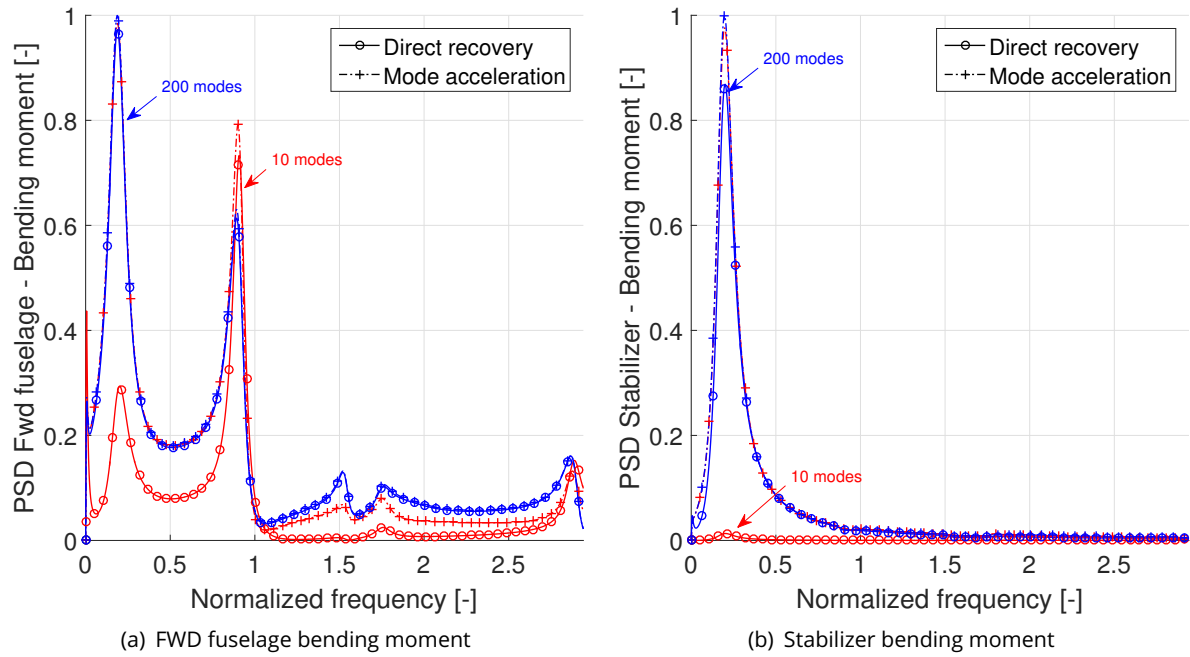 PSD Fwd fuselage - Bending moment [-]
1
0.8
0.6
0.4
0.2
0
0
0.5
1
1.5
2
2.5
Normalized frequency [-]
Direct recovery
Mode acceleration
200 modes
10 modes
(a) FWD fuselage bending moment
PSD Stabilizer - Bending moment [-]
1
0.8
0.6
0.4
0.2
0
0
0.5
1
1.5
2
2.5
Normalized frequency [-]
Direct recovery
Mode acceleration
200 modes
10 modes
(b) Stabilizer bending moment